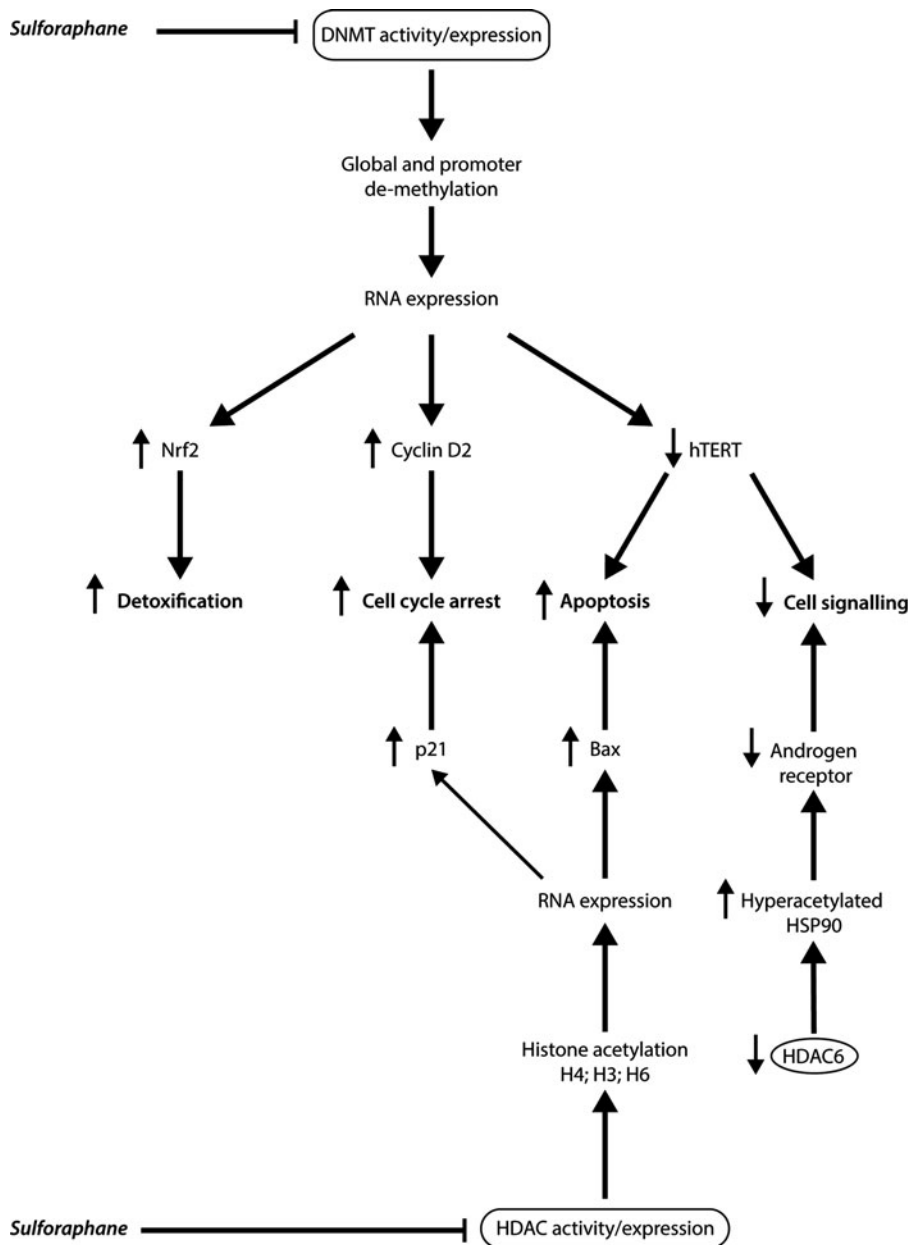 Sulforaphane
DNMT activity/expression
Global and promoter
de-methylation
RNA expression
Nrf2
Cyclin D2
hTERT
Detoxification
Cell cycle arrest
Apoptosis
Cell signalling
p21
Bax
Androgen
receptor
RNA expression
Hyperacetylated
HSP90
Histone acetylation
H4; H3; H6
HDAC6
Sulforaphane
HDAC activity/expression